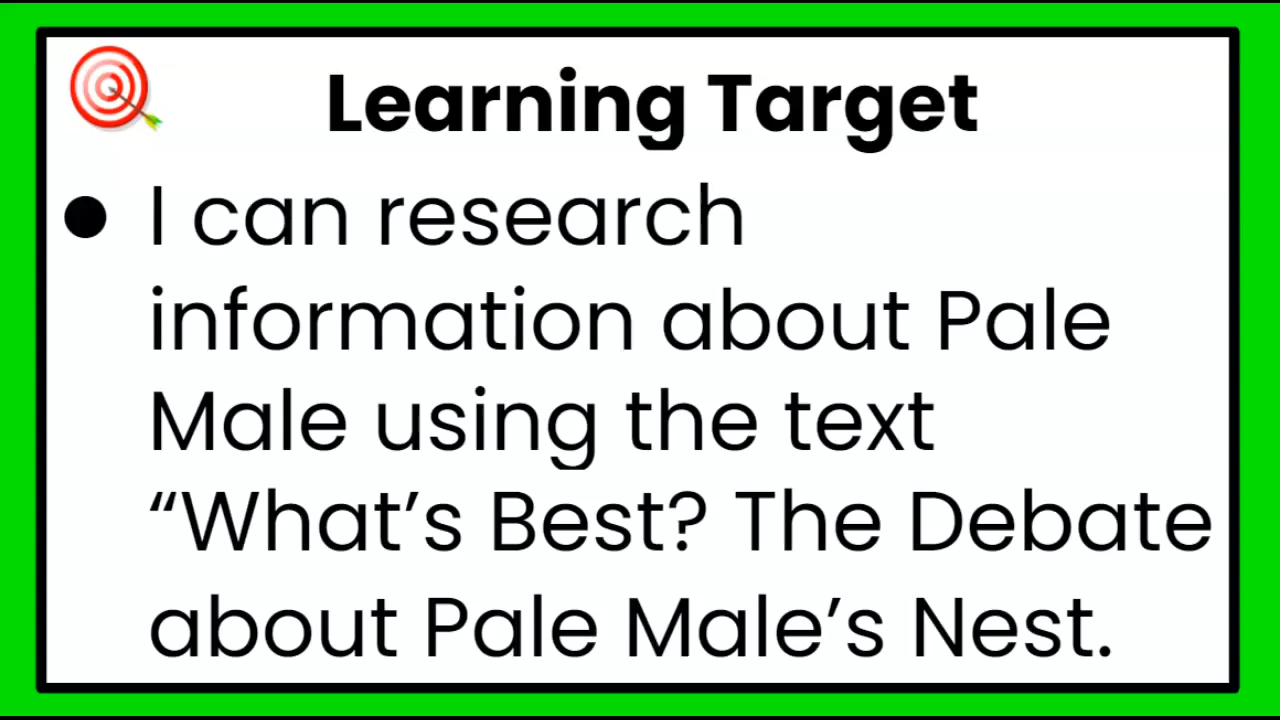 Learning Target
● I can research
information about Pale
Male using the text
“What’s Best? The Debate
about Pale Male’s Nest.